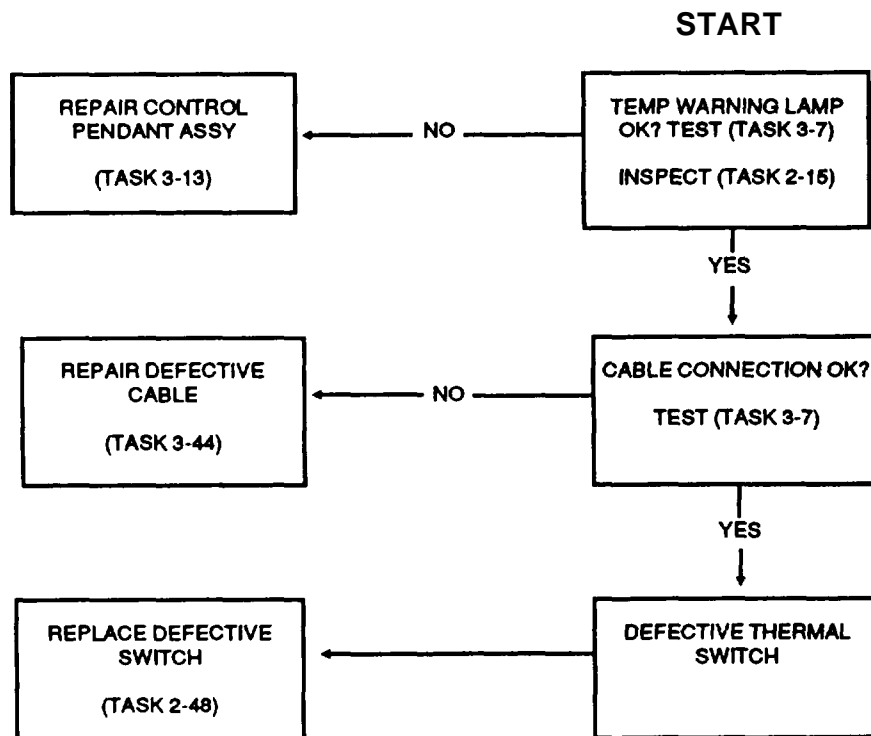 START
REPAIR CONTROL
PENDANT ASSY
(TASK 3-13)
NO
TEMP WARNING LAMP
OK? TEST (TASK 3-7)
INSPECT (TASK 2-15)
YES
REPAIR DEFECTIVE
CABLE
(TASK 3-44)
NO
CABLE CONNECTION OK?
TEST (TASK 3-7)
YES
REPLACE DEFECTIVE
SWITCH
(TASK 2-48)
DEFECTIVE THERMAL
SWITCH